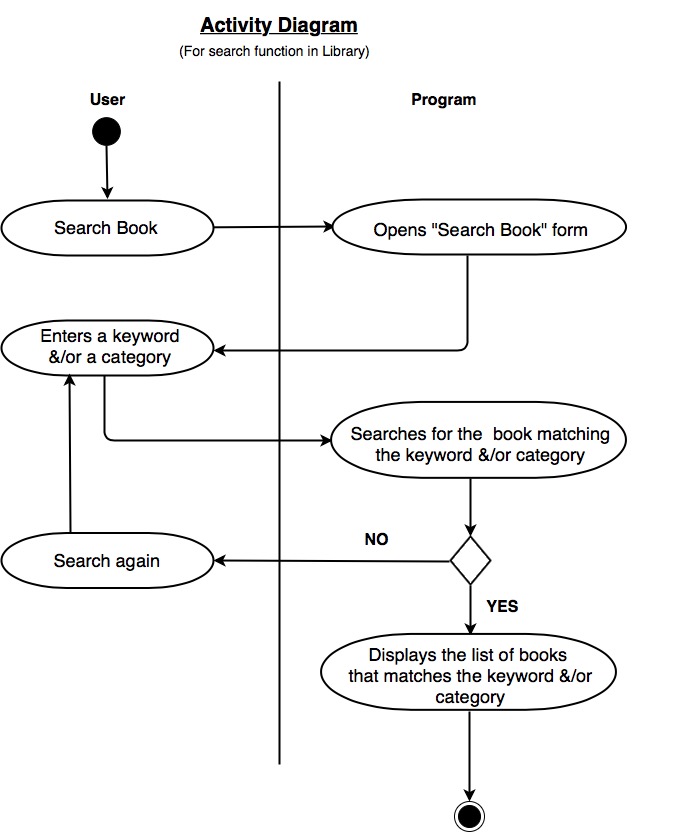 Activity Diagram
(For search function in Library)
User
Program
Search Book
Opens "Search Book" form
Enters a keyword
&/or a category
Searches for the book matching
the keyword &/or category
NO
Search again
YES
Displays the list of books
that matches the keyword &/or
category